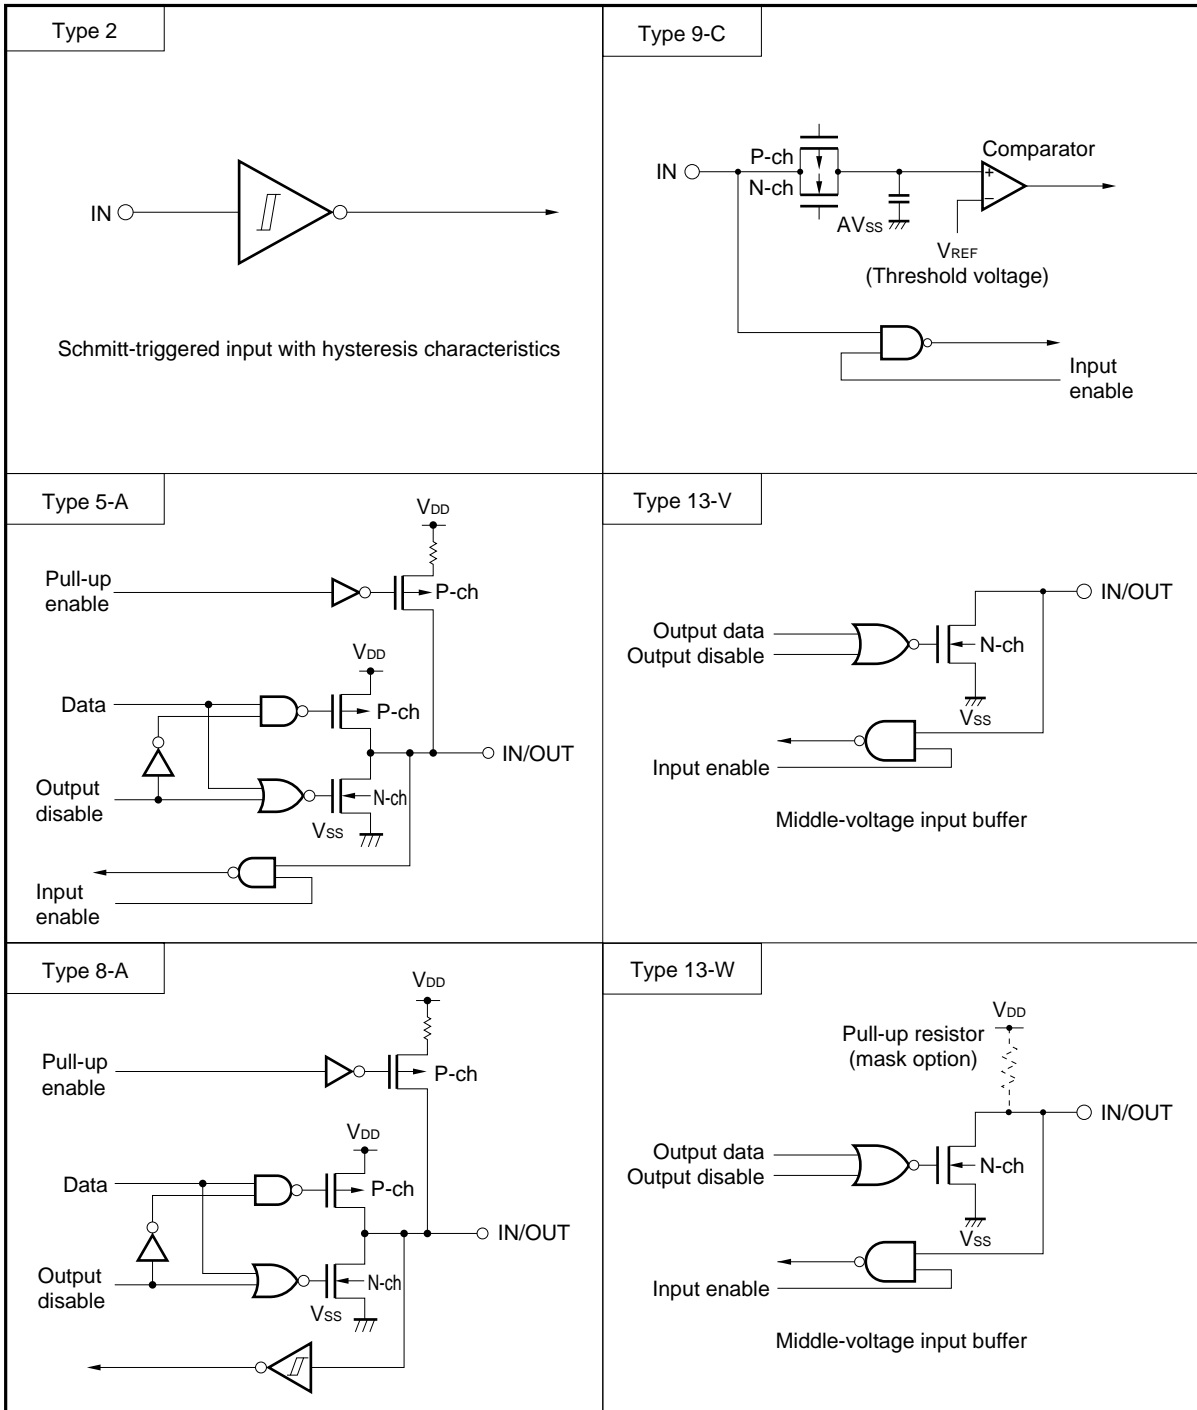 Type 2
IN
Schmitt-triggered input with hysteresis characteristics
Type 9-C
P-ch
N-ch
IN
Comparator
+
−
AVSS
VREF
(Threshold voltage)
Input
enable
Type 5-A
VDD
Pull-up
enable
P-ch
VDD
Data
P-ch
IN/OUT
Output
disable
N-ch
VSS
Input
enable
Type 13-V
IN/OUT
Output data
Output disable
N-ch
VSS
Input enable
Middle-voltage input buffer
Type 8-A
VDD
Pull-up
enable
P-ch
VDD
Data
P-ch
IN/OUT
Output
disable
N-ch
VSS
Type 13-W
VDD
Pull-up resistor
(mask option)
IN/OUT
Output data
Output disable
N-ch
VSS
Input enable
Middle-voltage input buffer